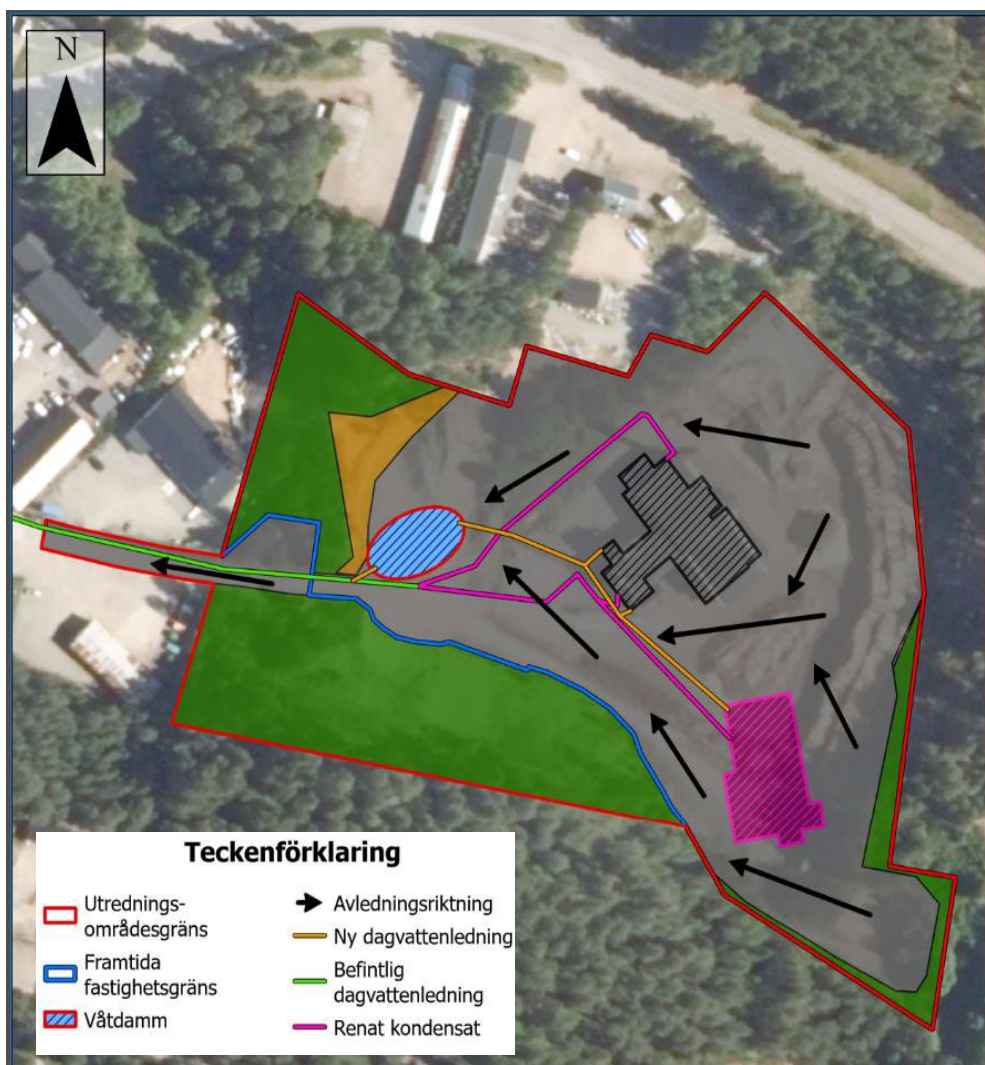 N
Teckenförklaring
Utrednings-
områdesgräns
Framtida
fastighetsgräns
Våtdamm
Avledningsriktning
Ny dagvattenledning
Befintlig
dagvattenledning
Renat kondensat